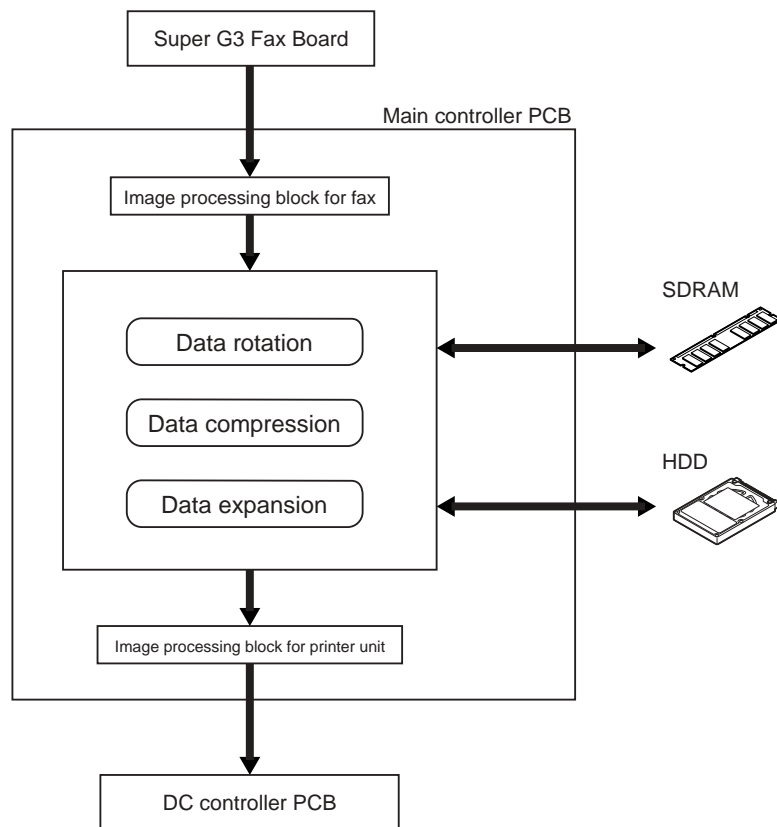 Super G3 Fax Board
Main controller PCB
Image processing block for fax
SDRAM
Data rotation
Data compression
HDD
Data expansion
Image processing block for printer unit
DC controller PCB